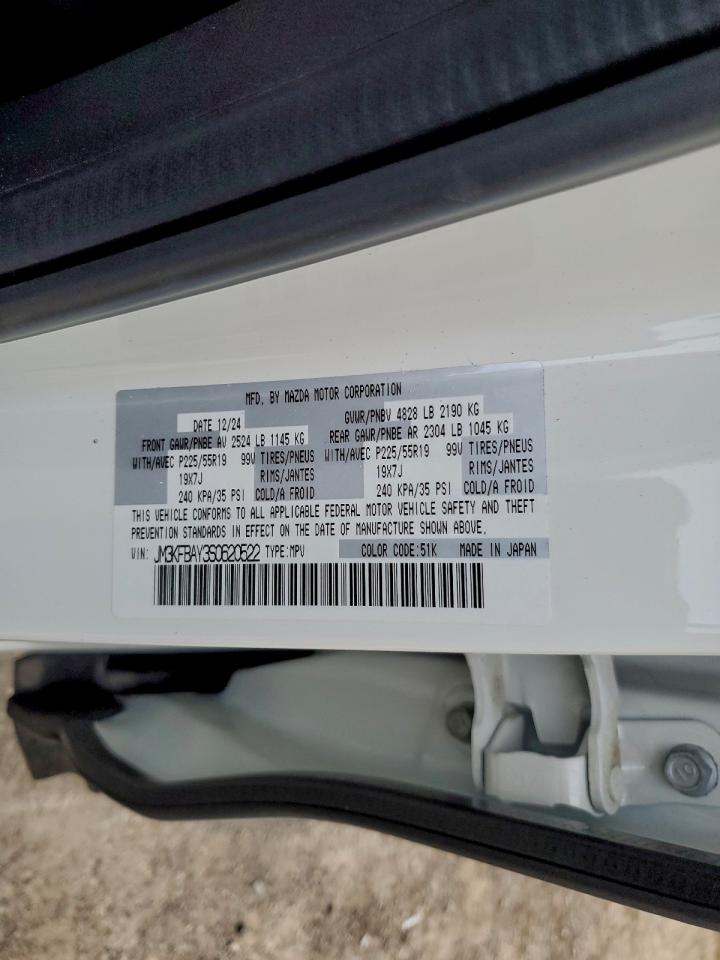 MFD. BY MAZDA MOTOR CORPORATION
DATE 12/24 GVWR/PNBV 4828 LB 2190 KG
FRONT GAWR/PNBE AV 2524 LB 1145 KG REAR GAWR/PNBE AR 2304 LB 1045 KG
WITH/AVEC P225/55R19 99V TIRES/PNEUS WITH/AVEC P225/55R19 99V TIRES/PNEUS
19X7J RIMS/JANTES 19X7J RIMS/JANTES
240 KPA/35 PSI COLD/A FROID 240 KPA/35 PSI COLD/A FROID
THIS VEHICLE CONFORMS TO ALL APPLICABLE FEDERAL MOTOR VEHICLE SAFETY AND THEFT
PREVENTION STANDARDS IN EFFECT ON THE DATE OF MANUFACTURE SHOWN ABOVE.
VIN: JM3KFBAY3S0620522 TYPE:MPV COLOR CODE:51K MADE IN JAPAN